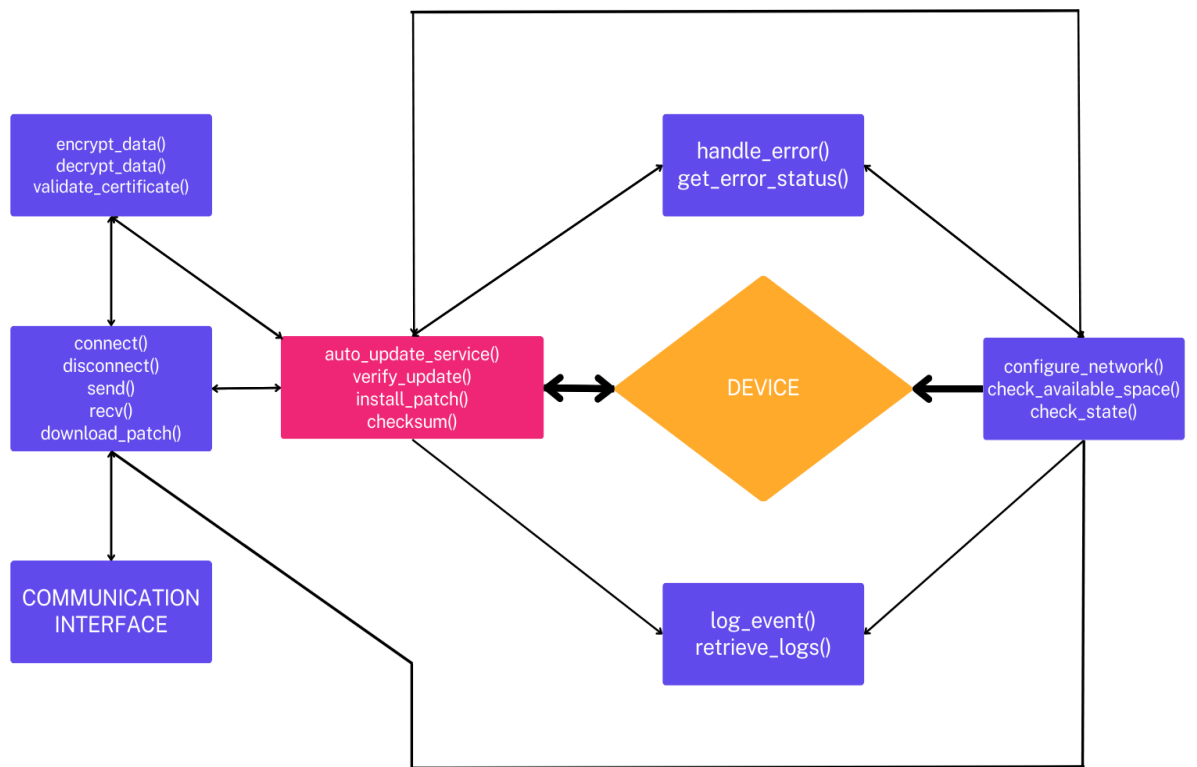 encrypt_data()
decrypt_data()
validate_certificate()
handle_error()
get_error_status()
connect()
disconnect()
send()
recv()
download_patch()
auto_update_service()
verify_update()
install_patch()
checksum()
DEVICE
configure_network()
check_available_space()
check_state()
COMMUNICATION
INTERFACE
log_event()
retrieve_logs()